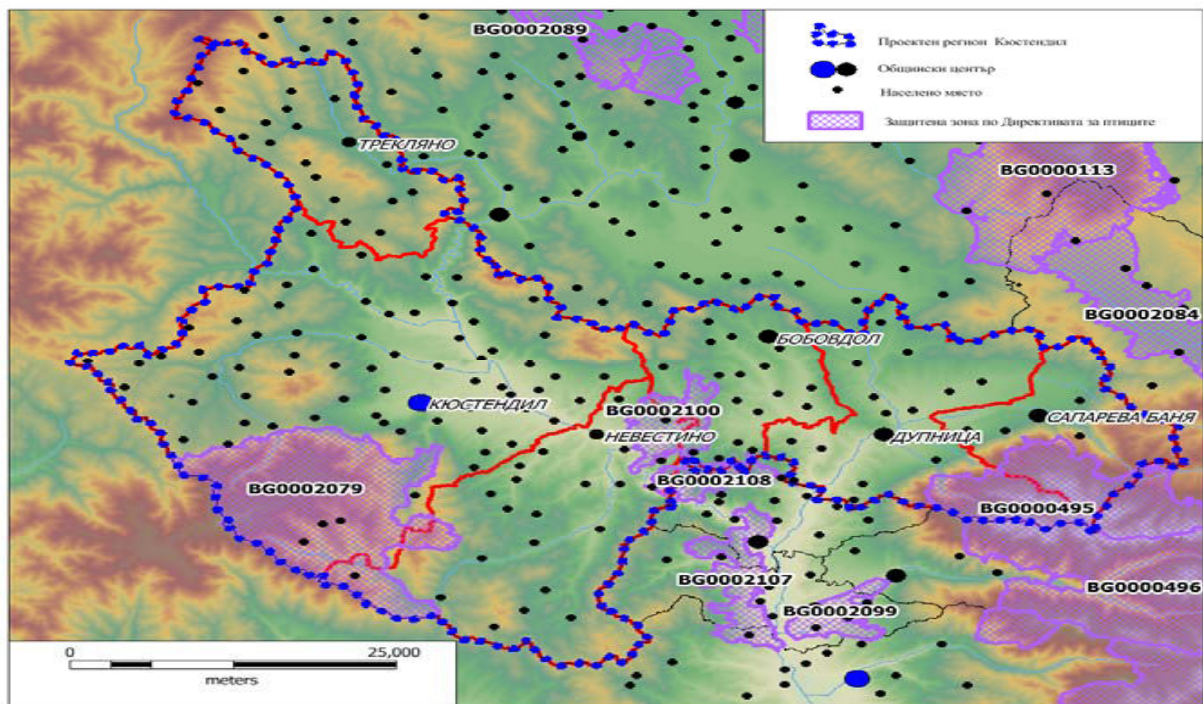 BG0002089
Проектен регион Кюстендил
Общински център
Населено място
Защитена зона по Директивата за птиците
ТРЕКЛЯНО
BG0000113
BG0002084
БОБОВДОЛ
КЮСТЕНДИЛ
BG0002100
САПАРЕВА БАНЯ
НЕВЕСТИНО
ДУПНИЦА
BG0002079
BG0002108
BG0000495
BG0002107
BG0000496
BG0002099
0 25,000
meters